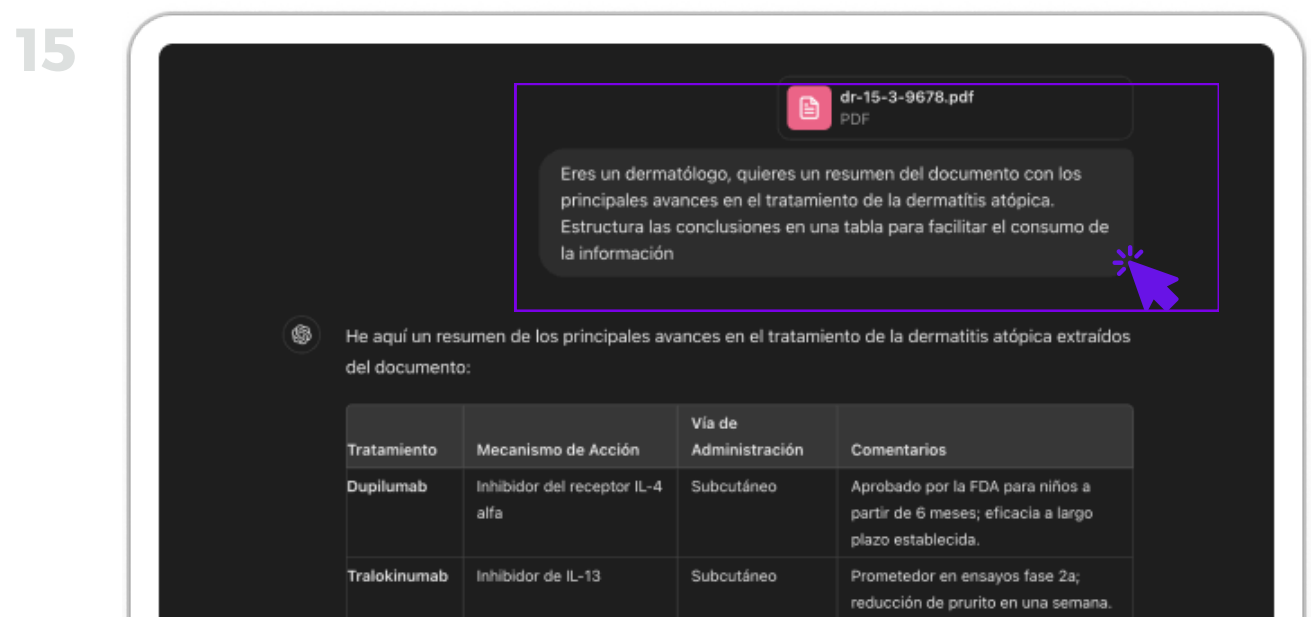 15
dr-15-3-9678.pdf
PDF
Eres un dermatólogo, quieres un resumen del documento con los
principales avances en el tratamiento de la dermatítis atópica.
Estructura las conclusiones en una tabla para facilitar el consumo de
la información
He aquí un resumen de los principales avances en el tratamiento de la dermatitis atópica extraídos
del documento:
Vía de
Tratamiento Mecanismo de Acción Administración Comentarios
Dupilumab Inhibidor del receptor IL-4 Subcutáneo Aprobado por la FDA para niños a
alfa partir de 6 meses; eficacia a largo
plazo establecida.
Tralokinumab Inhibidor de IL-13 Subcutáneo Prometedor en ensayos fase 2a;
reducción de prurito en una semana.